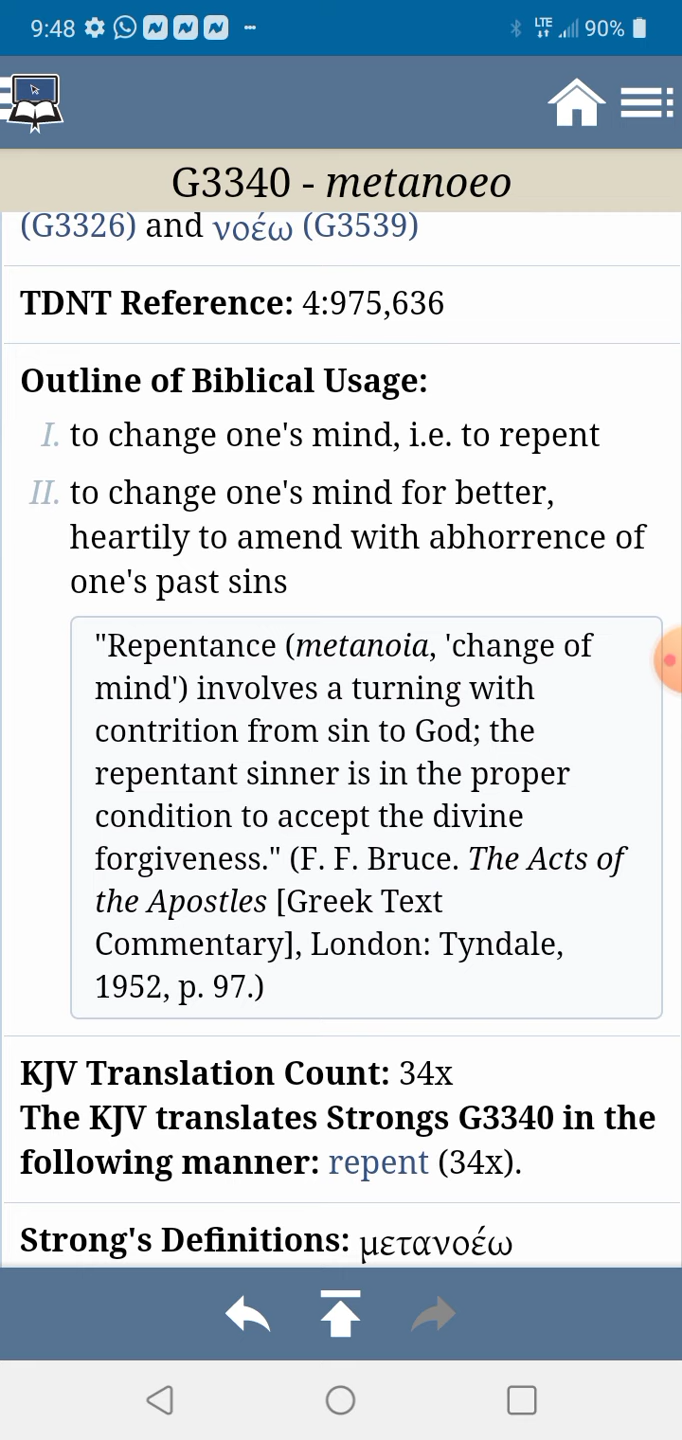 9:48
LTE
90%
G3340 - metanoeo
(G3326) and νοέω (G3539)
TDNT Reference: 4:975,636
Outline of Biblical Usage:
I. to change one's mind, i.e. to repent
II. to change one's mind for better,
heartily to amend with abhorrence of
one's past sins
"Repentance (metanoia, 'change of
mind') involves a turning with
contrition from sin to God; the
repentant sinner is in the proper
condition to accept the divine
forgiveness." (F. F. Bruce. The Acts of
the Apostles [Greek Text
Commentary], London: Tyndale,
1952, p. 97.)
KJV Translation Count: 34x
The KJV translates Strongs G3340 in the
following manner: repent (34x).
Strong's Definitions: μετανοέω